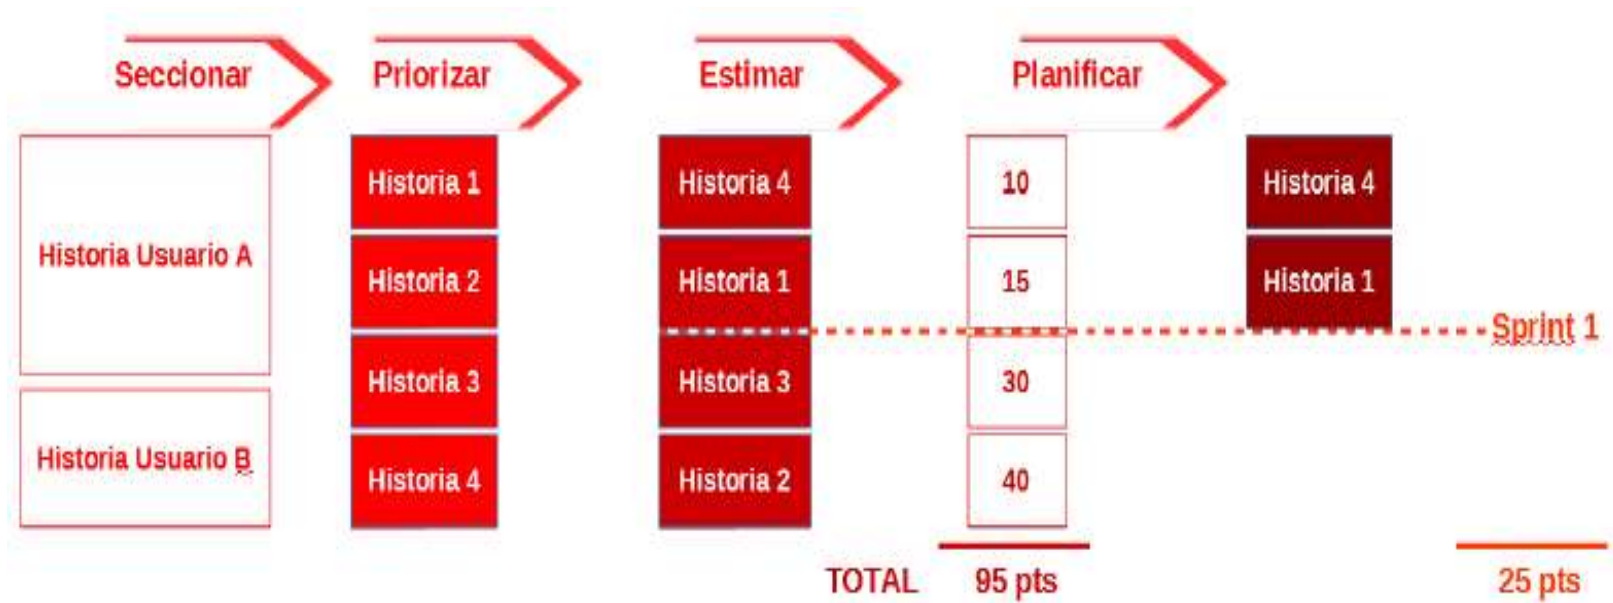 Seccionar
Priorizar
Estimar
Planificar
Historia Usuario A
Historia Usuario B
Historia 1
Historia 2
Historia 3
Historia 4
Historia 4
Historia 1
Historia 3
Historia 2
10
15
30
40
Historia 4
Historia 1
Sprint 1
TOTAL
95 pts
25 pts